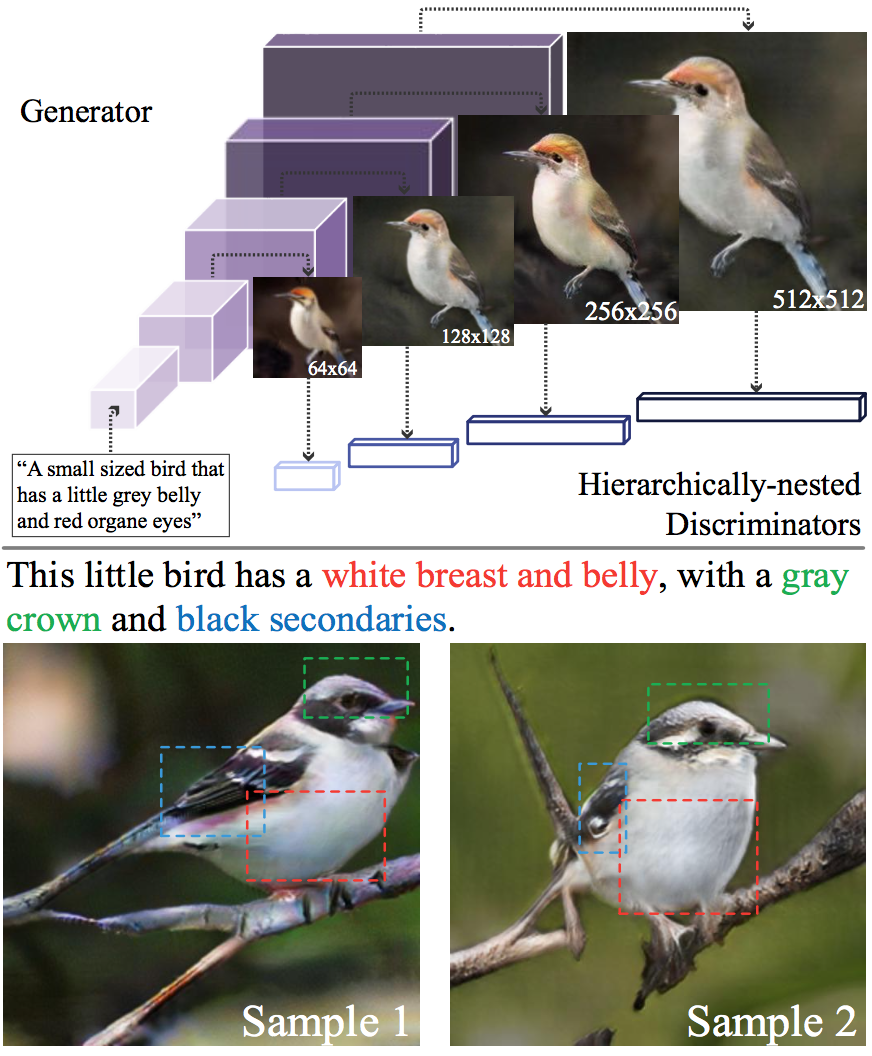 Generator
64x64
128x128
256x256
512x512
“A small sized bird that
has a little grey belly
and red organe eyes”
Hierarchically-nested
Discriminators
This little bird has a white breast and belly, with a gray
crown and black secondaries.
Sample 1
Sample 2